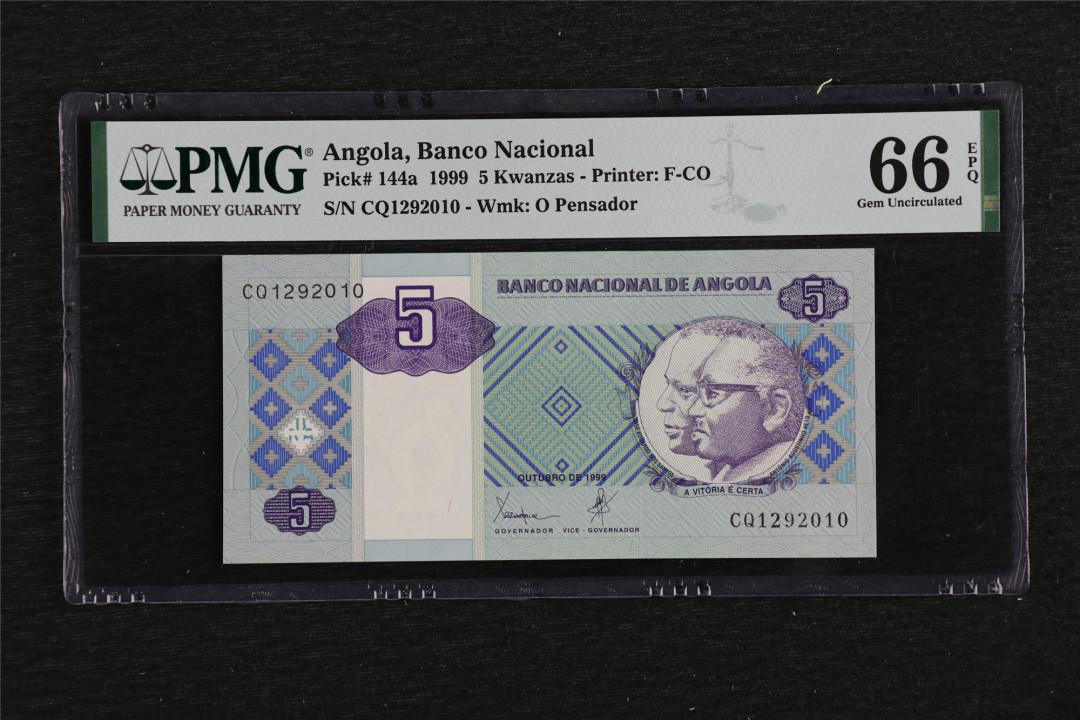 PMG®
PAPER MONEY GUARANTY
Angola, Banco Nacional
Pick# 144a 1999 5 Kwanzas - Printer: F-CO
S/N CQ1292010 - Wmk: O Pensador
66
EPQ
Gem Uncirculated
CQ1292010
5
BANCO NACIONAL DE ANGOLA
5
OUTUBRO DE 1999
A VITÓRIA É CERTA
5
GOVERNADOR VICE - GOVERNADOR
CQ1292010